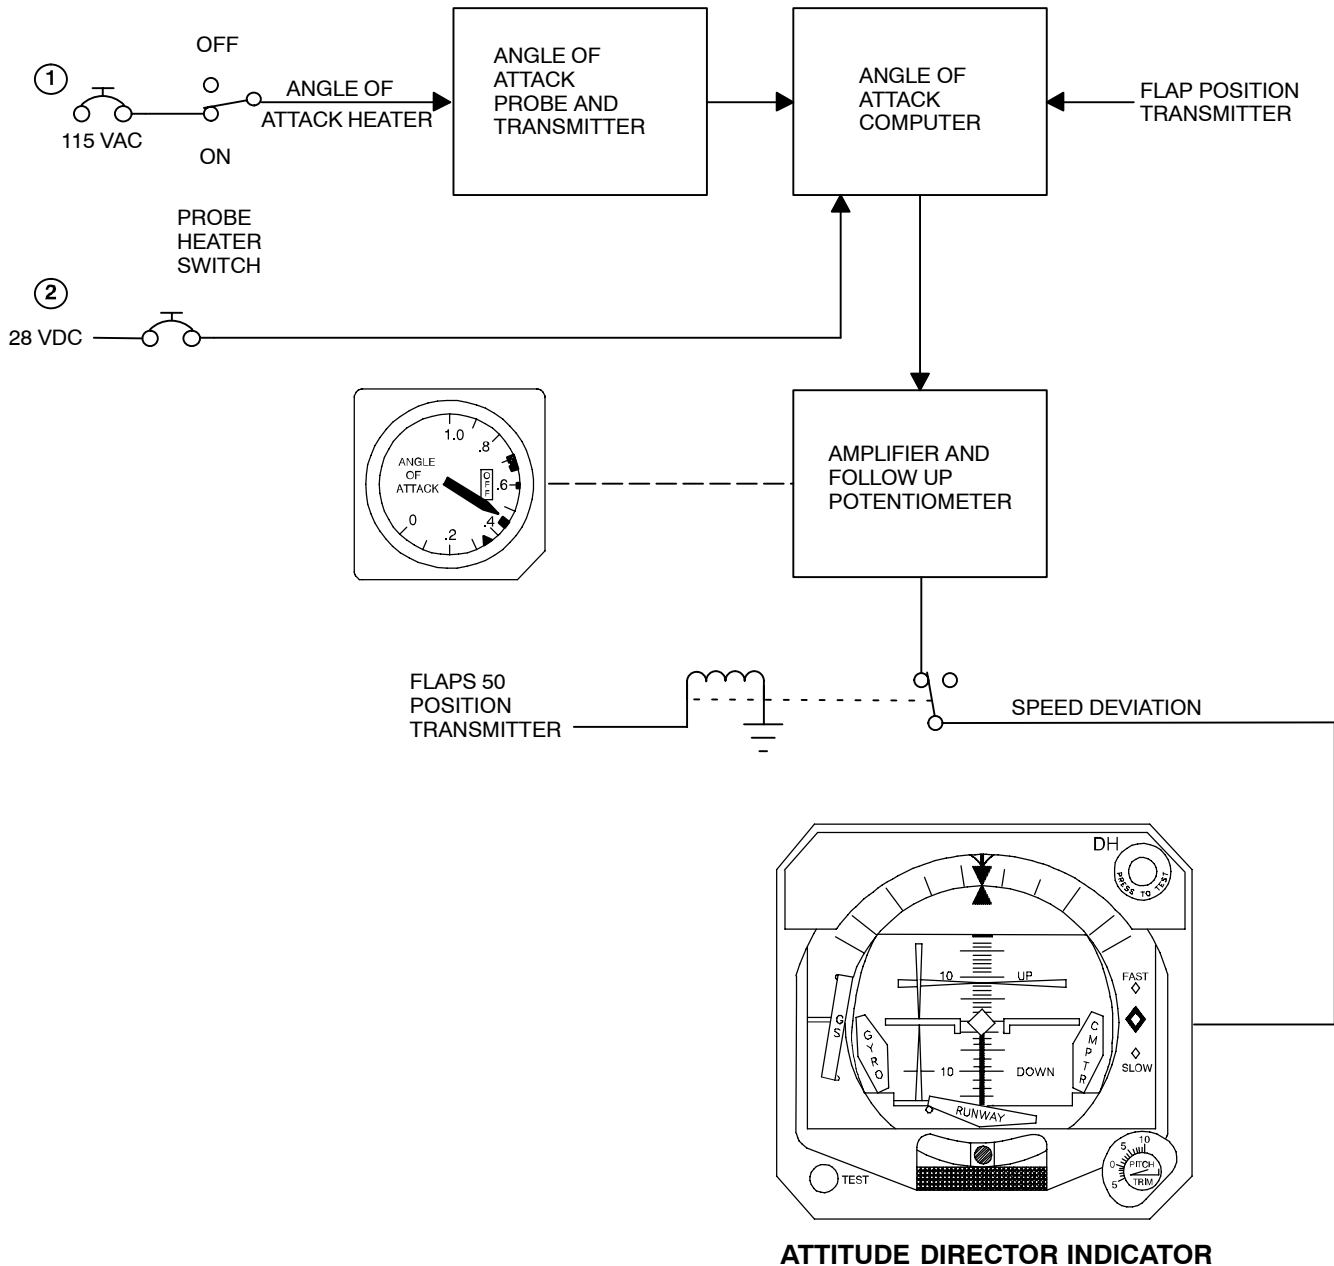 OFF
①
115 VAC
ON
ANGLE OF
ATTACK HEATER
PROBE
HEATER
SWITCH
ANGLE OF
ATTACK
PROBE AND
TRANSMITTER
ANGLE OF
ATTACK
COMPUTER
FLAP POSITION
TRANSMITTER
②
28 VDC
1.0
.8
.6
.4
.2
0
ANGLE
OF
ATTACK
OFF
AMPLIFIER AND
FOLLOW UP
POTENTIOMETER
FLAPS 50
POSITION
TRANSMITTER
SPEED DEVIATION
DH
PRESS TO TEST
10 UP
FAST
GS
GYRO
CMPTR
SLOW
10 DOWN
RUNWAY
TEST
10
5
0
5
PITCH
TRIM
ATTITUDE DIRECTOR INDICATOR